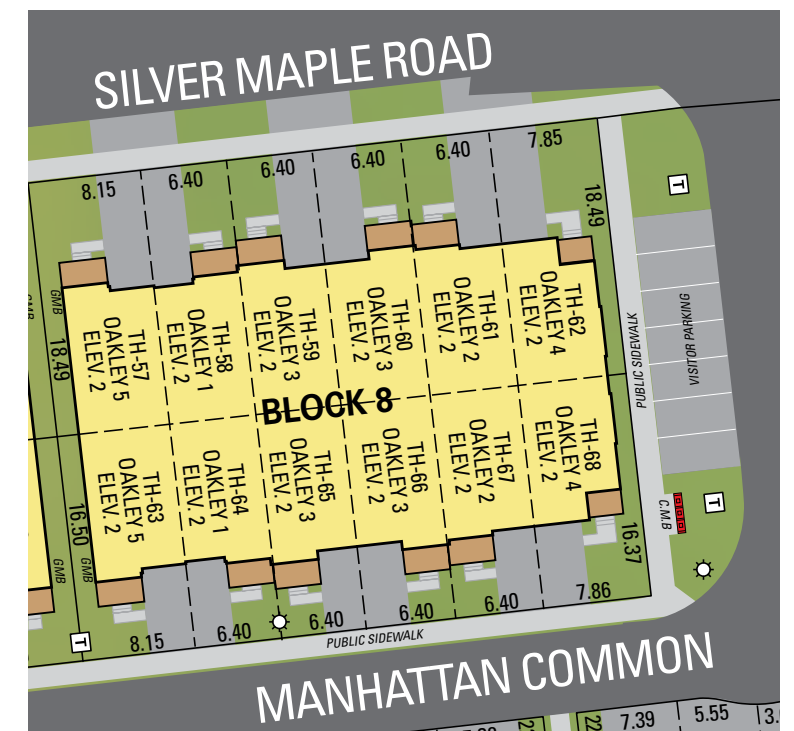 SILVER MAPLE ROAD
8.15
6.40
6.40
6.40
6.40
7.85
18.49
T
GMB
GMB
18.49
TH-57
OAKLEY 5
ELEV. 2
TH-58
OAKLEY 1
ELEV. 2
TH-59
OAKLEY 3
ELEV. 2
TH-60
OAKLEY 3
ELEV. 2
TH-61
OAKLEY 2
ELEV. 2
TH-62
OAKLEY 4
ELEV. 2
PUBLIC SIDEWALK
VISITOR PARKING
BLOCK 8
TH-63
OAKLEY 5
ELEV. 2
TH-64
OAKLEY 1
ELEV. 2
TH-65
OAKLEY 3
ELEV. 2
TH-66
OAKLEY 3
ELEV. 2
TH-67
OAKLEY 2
ELEV. 2
TH-68
OAKLEY 4
ELEV. 2
16.50
GMB
GMB
T
16.37
C.M.B
T
8.15
6.40
6.40
6.40
6.40
7.86
PUBLIC SIDEWALK
MANHATTAN COMMON
7.39
5.55